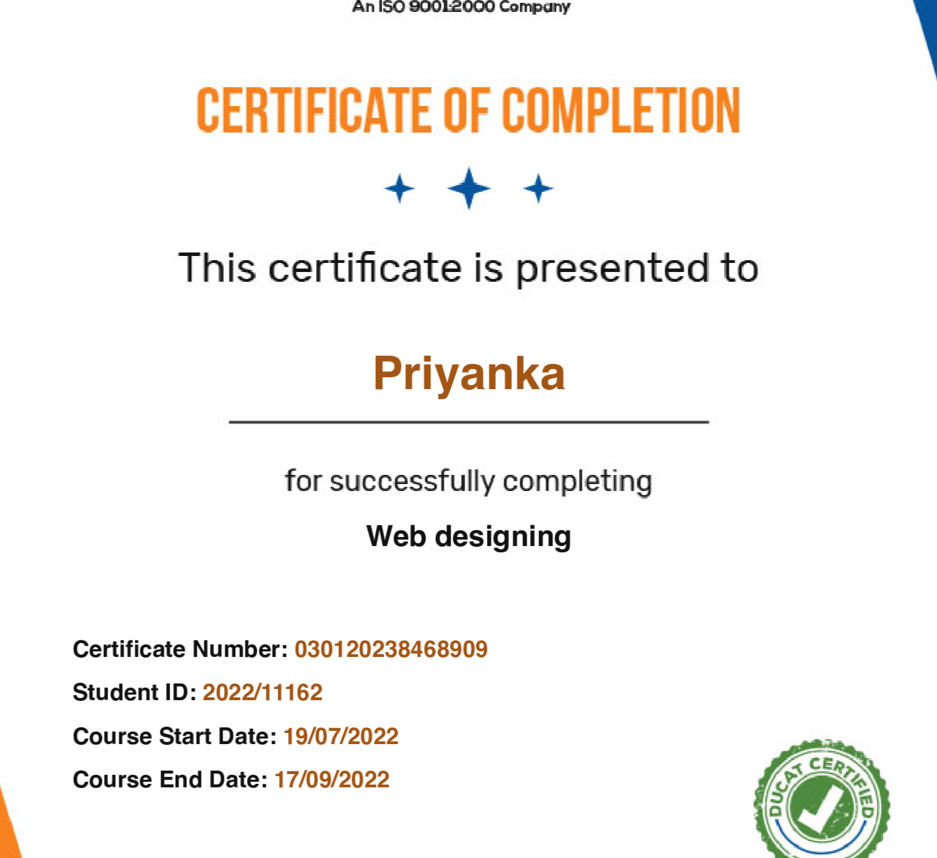 An ISO 9001:2000 Company
CERTIFICATE OF COMPLETION
This certificate is presented to
Priyanka
for successfully completing
Web designing
Certificate Number: 030120238468909
Student ID: 2022/11162
Course Start Date: 19/07/2022
Course End Date: 17/09/2022
DUCAT CERTIFIED